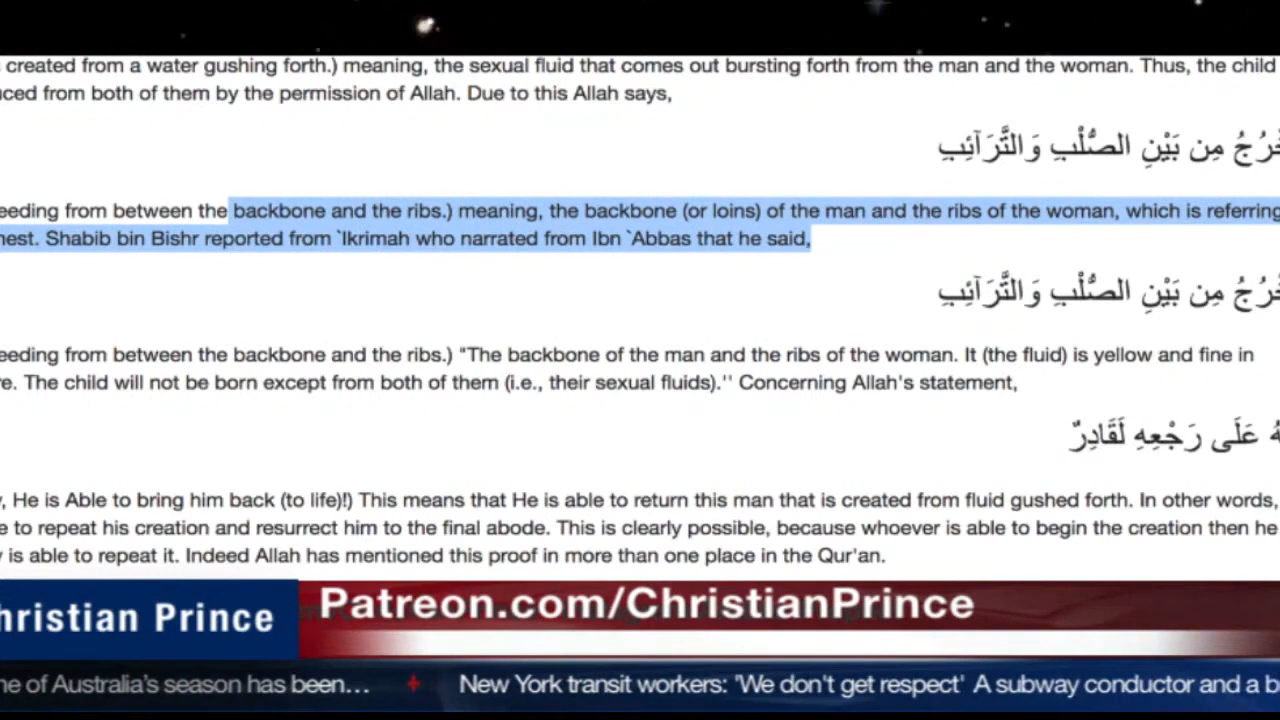 created from a water gushing forth.) meaning, the sexual fluid that comes out bursting forth from the man and the woman. Thus, the child
from both of them by the permission of Allah. Due to this Allah says,
مِن بَيْنِ الصُّلْبِ وَالتَّرَآئِبِ
from between the backbone and the ribs.) meaning, the backbone (or loins) of the man and the ribs of the woman, which is referring
Shabib bin Bishr reported from `Ikrimah who narrated from Ibn `Abbas that he said,
مِن بَيْنِ الصُّلْبِ وَالتَّرَآئِبِ
from between the backbone and the ribs.) "The backbone of the man and the ribs of the woman. It (the fluid) is yellow and fine in
The child will not be born except from both of them (i.e., their sexual fluids).'' Concerning Allah's statement,
عَلَى رَجْعِهِ لَقَادِرٌ
He is Able to bring him back (to life)!) This means that He is able to return this man that is created from fluid gushed forth. In other words,
to repeat his creation and resurrect him to the final abode. This is clearly possible, because whoever is able to begin the creation then he
is able to repeat it. Indeed Allah has mentioned this proof in more than one place in the Qur'an.
hristian Prince
Patreon.com/ChristianPrince
of Australia's season has been...
New York transit workers: 'We don't get respect' A subway conductor and a b